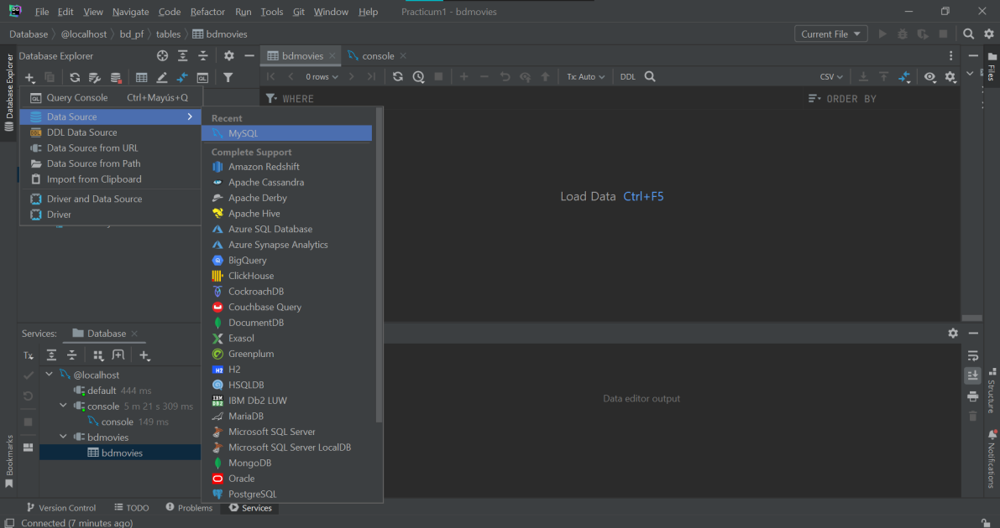 File Edit View Navigate Code Refactor Run Tools Git Window Help Practicum1 - bdmovies
Database @localhost bd_pf tables bdmovies Current File
Database Explorer
bdmovies console
0 rows Tx: Auto DDL CSV
Query Console Ctrl+Mayús+Q
Data Source
DDL Data Source
Data Source from URL
Data Source from Path
Import from Clipboard
Driver and Data Source
Driver
WHERE ORDER BY
Recent
MySQL
Complete Support
Amazon Redshift
Apache Cassandra
Apache Derby
Apache Hive
Azure SQL Database
Azure Synapse Analytics
BigQuery
ClickHouse
CockroachDB
Couchbase Query
DocumentDB
Exasol
Greenplum
H2
HSQLDB
IBM Db2 LUW
MariaDB
Microsoft SQL Server
Microsoft SQL Server LocalDB
MongoDB
Oracle
PostgreSQL
Load Data Ctrl+F5
Services: Database
Tx
@localhost
default 444 ms
console 5 m 21 s 309 ms
console 149 ms
bdmovies
bdmovies
Data editor output
Database Explorer
Bookmarks
Files
Structure
Notifications
Version Control TODO Problems Services
Connected (7 minutes ago)